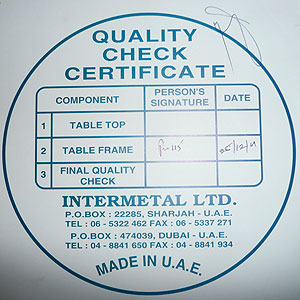 QUALITY
CHECK
CERTIFICATE
COMPONENT PERSON'S SIGNATURE DATE
1 TABLE TOP
2 TABLE FRAME
3 FINAL QUALITY CHECK
INTERMETAL LTD.
P.O.BOX : 22285, SHARJAH - U.A.E.
TEL : 06 - 5322 462 FAX : 06 - 5337 271
P.O.BOX : 474039, DUBAI - U.A.E.
TEL : 04 - 8841 650 FAX : 04 - 8841 934
MADE IN U.A.E.